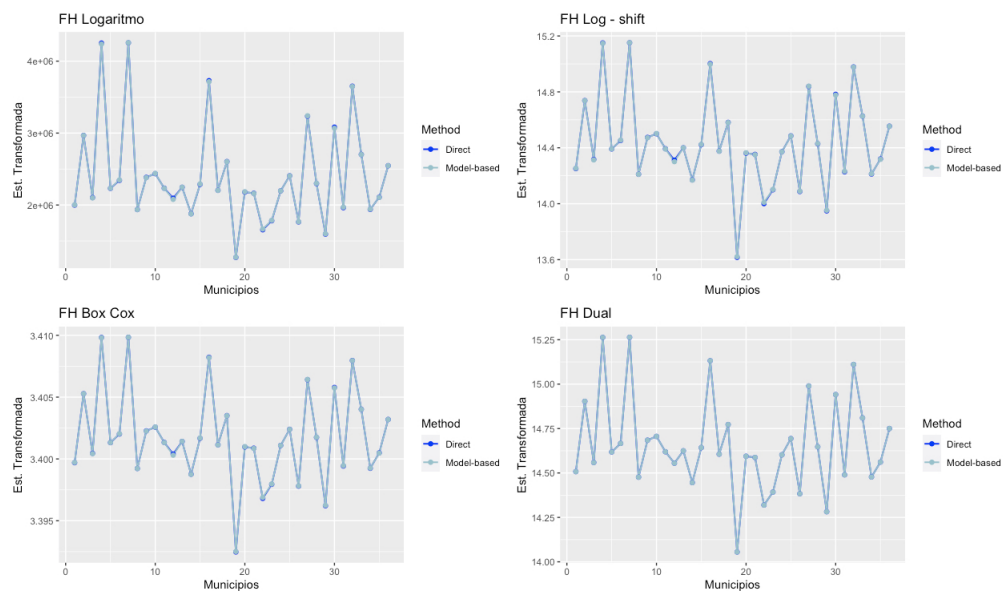 FH Logaritmo
4e+06
3e+06
2e+06
Est. Transformada
0
10
20
30
Municipios
Method
Direct
Model-based
FH Log - shift
15.2
14.8
14.4
14.0
13.6
Est. Transformada
0
10
20
30
Municipios
Method
Direct
Model-based
FH Box Cox
3.410
3.405
3.400
3.395
Est. Transformada
0
10
20
30
Municipios
Method
Direct
Model-based
FH Dual
15.25
15.00
14.75
14.50
14.25
14.00
Est. Transformada
0
10
20
30
Municipios
Method
Direct
Model-based